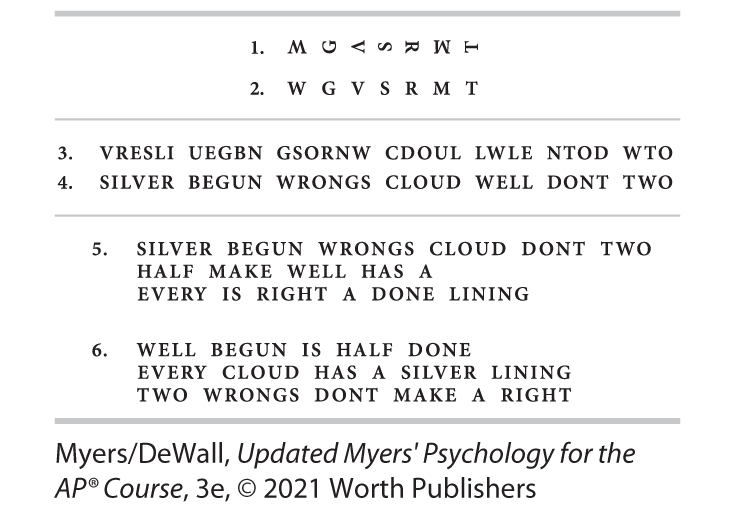 1. W G V S R M T
2. W G V S R M T
3. VRESLI UEGBN GSORNW CDOUL LWLE NTOD WTO
4. SILVER BEGUN WRONGS CLOUD WELL DONT TWO
5. SILVER BEGUN WRONGS CLOUD DONT TWO
HALF MAKE WELL HAS A
EVERY IS RIGHT A DONE LINING
6. WELL BEGUN IS HALF DONE
EVERY CLOUD HAS A SILVER LINING
TWO WRONGS DONT MAKE A RIGHT
Myers/DeWall, Updated Myers' Psychology for the
AP® Course, 3e, © 2021 Worth Publishers